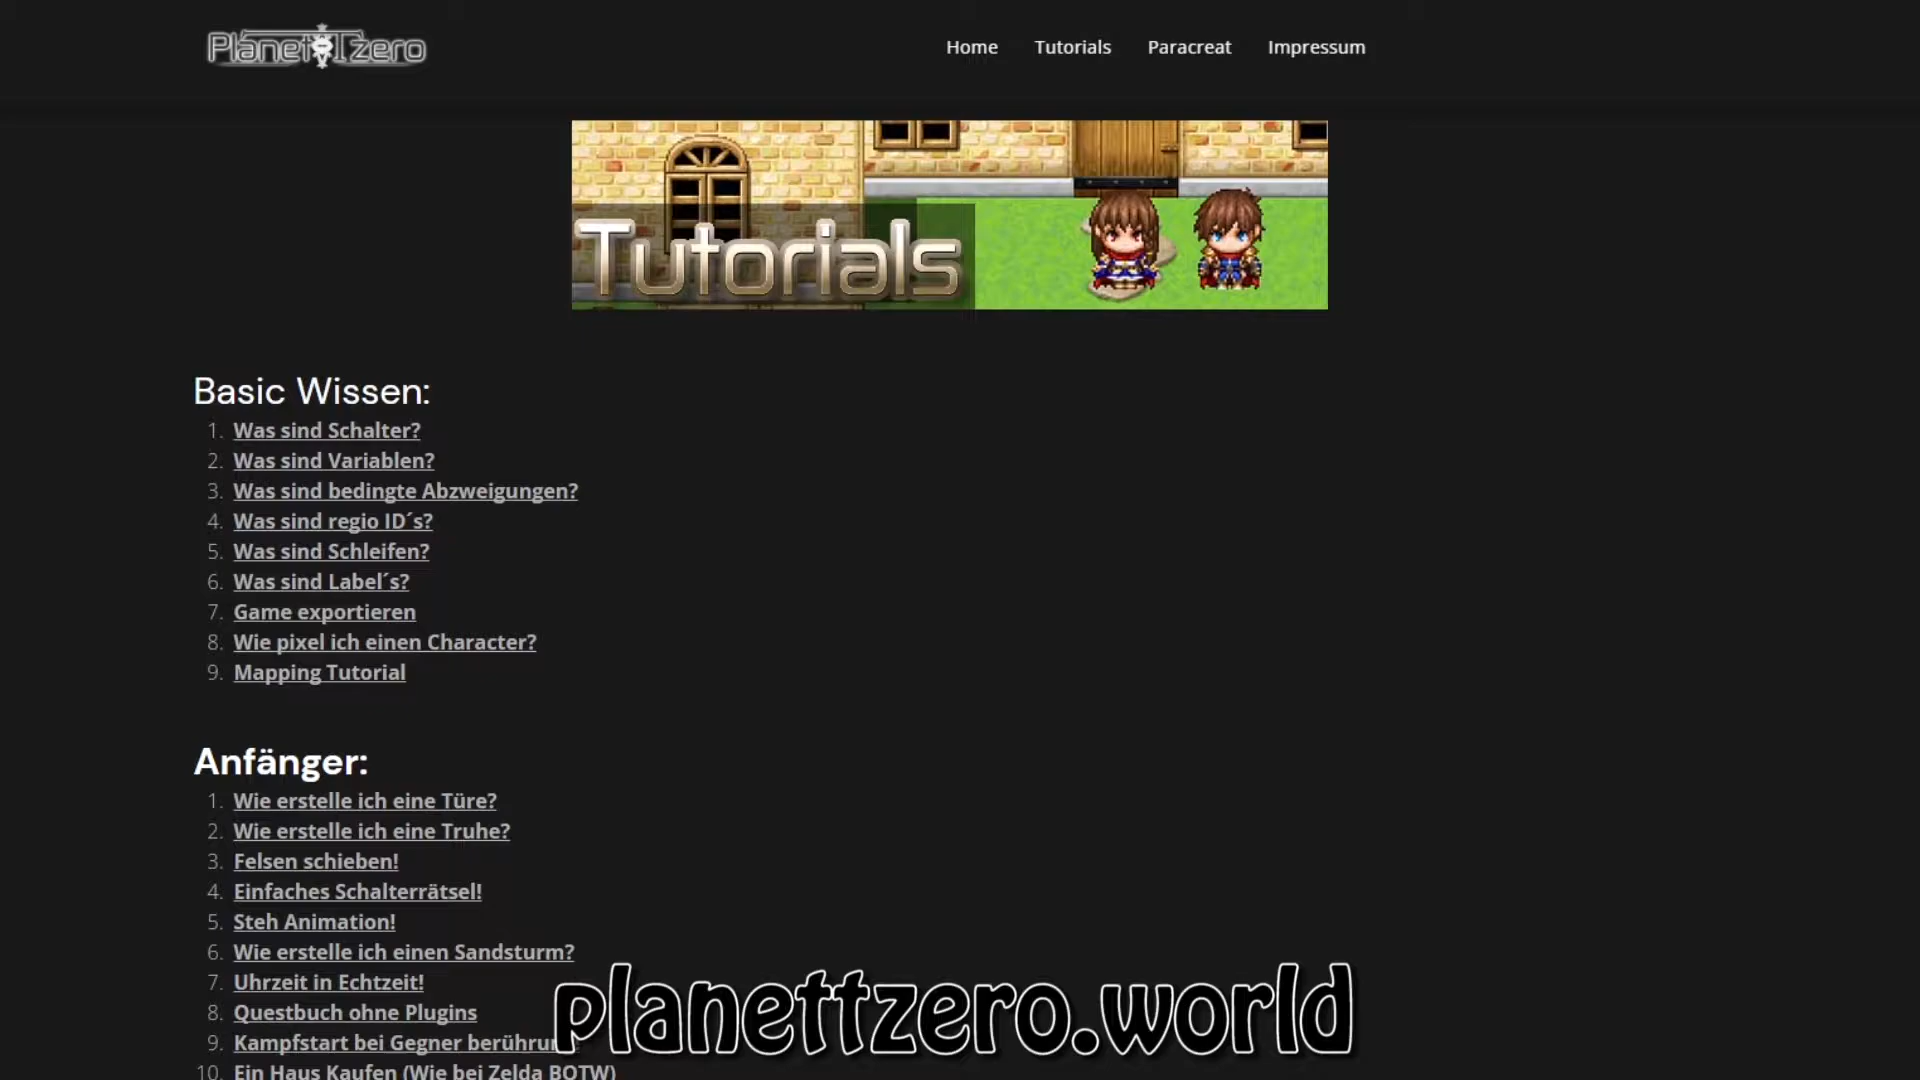 Planet Tzero
Home
Tutorials
Paracreat
Impressum
Tutorials
Basic Wissen:
1. Was sind Schalter?
2. Was sind Variablen?
3. Was sind bedingte Abzweigungen?
4. Was sind regio ID´s?
5. Was sind Schleifen?
6. Was sind Label´s?
7. Game exportieren
8. Wie pixel ich einen Character?
9. Mapping Tutorial
Anfänger:
1. Wie erstelle ich eine Türe?
2. Wie erstelle ich eine Truhe?
3. Felsen schieben!
4. Einfaches Schalterrätsel!
5. Steh Animation!
6. Wie erstelle ich einen Sandsturm?
7. Uhrzeit in Echtzeit!
8. Questbuch ohne Plugins
9. Kampfstart bei Gegner
10. Ein Haus Kaufen (Wie bei Zelda BOTW)
planettzero.world